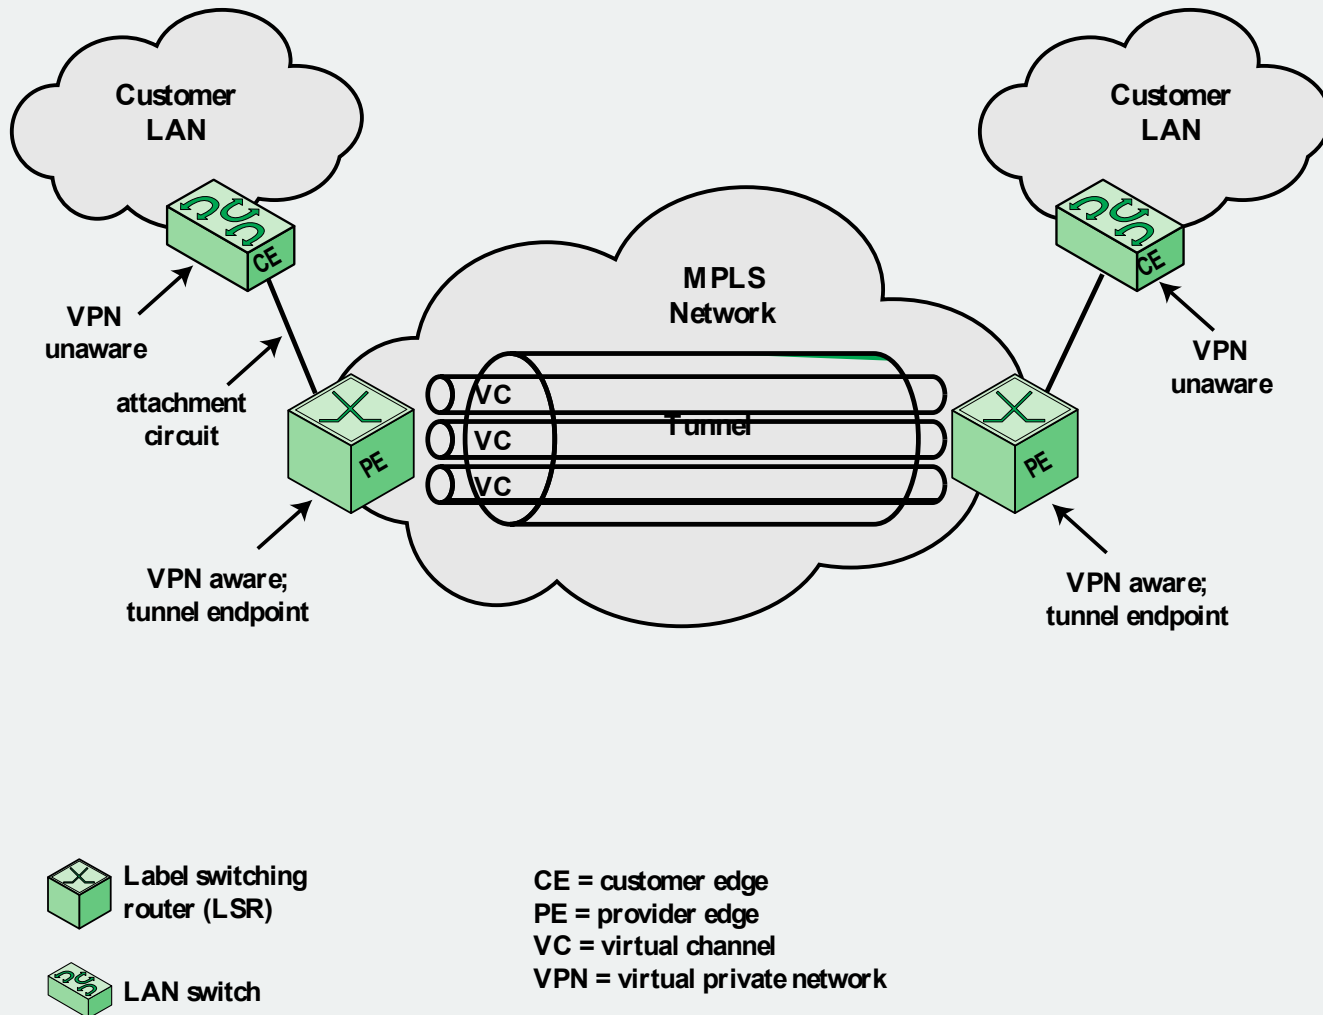 Customer
LAN
Customer
LAN
CE
CE
VPN
unaware
attachment
circuit
MPLS
Network
VPN
unaware
VC
VC
VC
Tunnel
PE
PE
VPN aware;
tunnel endpoint
VPN aware;
tunnel endpoint
Label switching
router (LSR)
LAN switch
CE = customer edge
PE = provider edge
VC = virtual channel
VPN = virtual private network